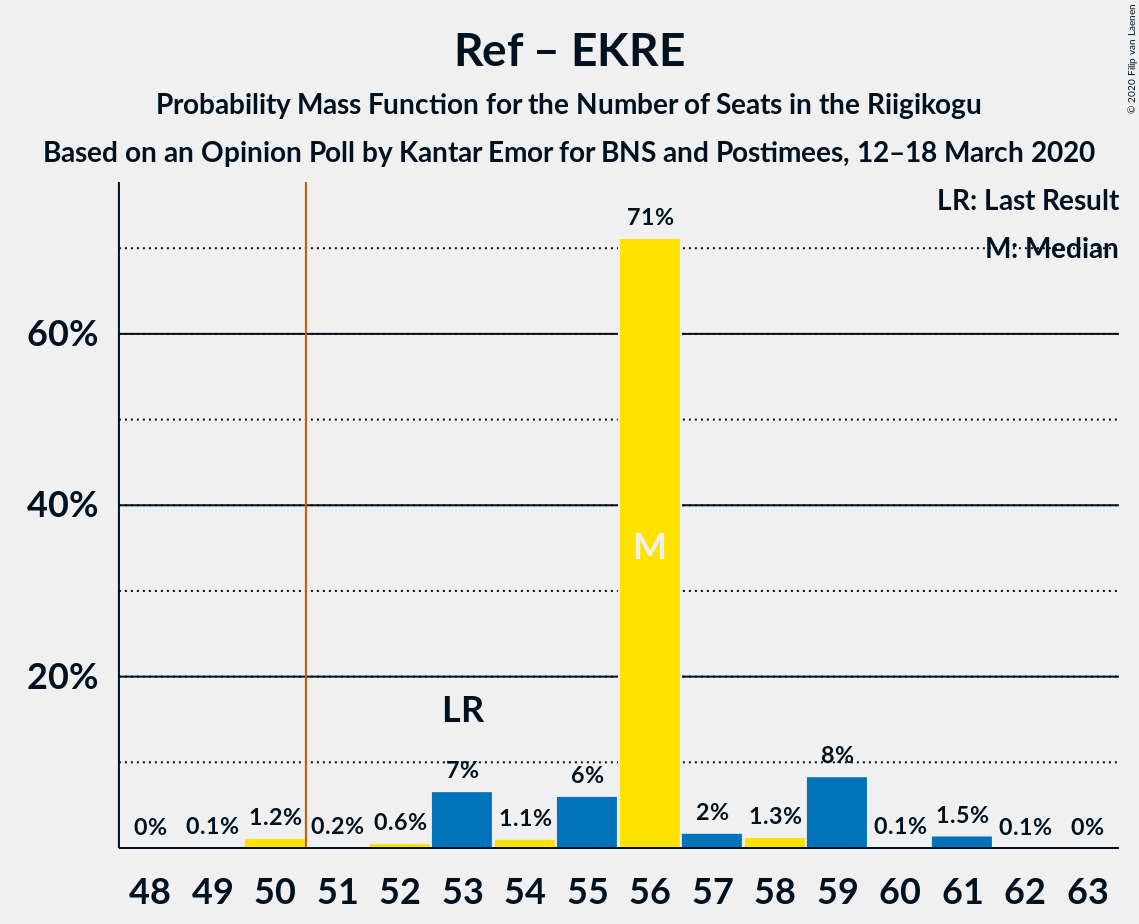 Ref – EKRE
Probability Mass Function for the Number of Seats in the Riigikogu
Based on an Opinion Poll by Kantar Emor for BNS and Postimees, 12–18 March 2020
© 2020 Filip van Laenen
LR: Last Result
M: Median
71%
60%
40%
M
20%
LR
0% 0.1% 1.2% 0.2% 0.6% 7% 1.1% 6% 2% 1.3% 8% 0.1% 1.5% 0.1% 0%
48 49 50 51 52 53 54 55 56 57 58 59 60 61 62 63